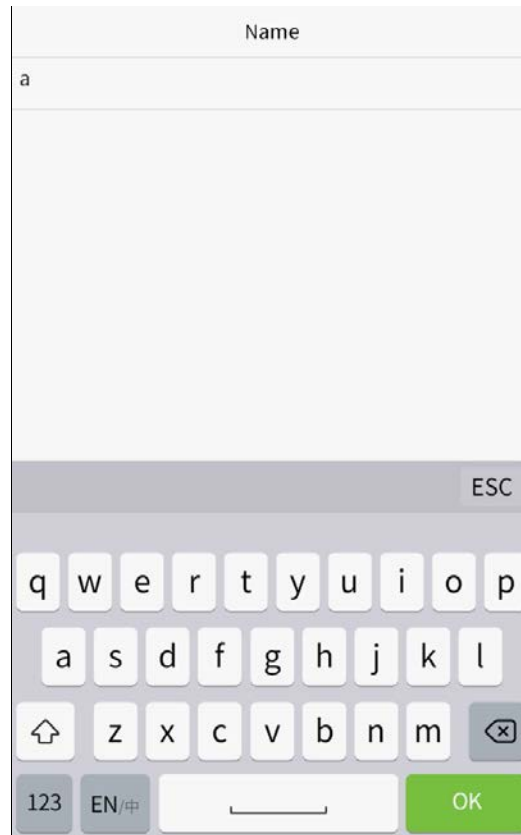 Name
a
ESC
q w e r t y u i o p
a s d f g h j k l
z x c v b n m
123 EN/中 OK